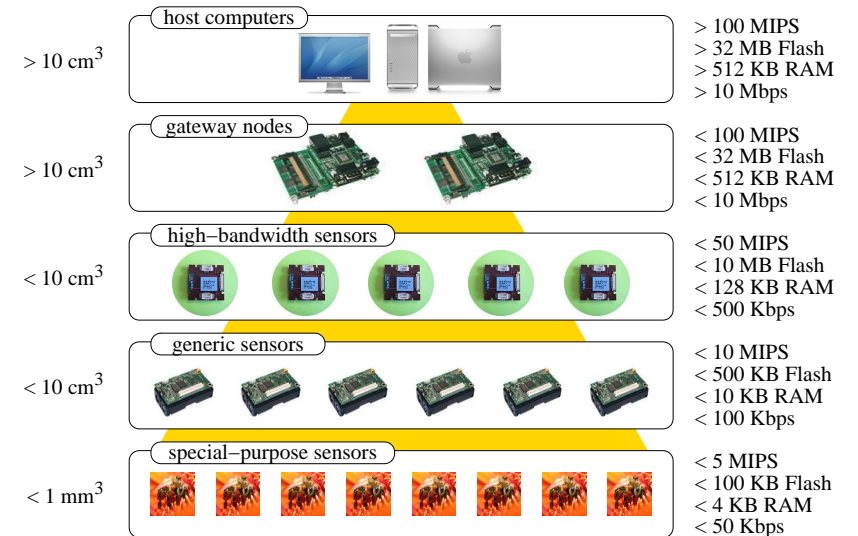 host computers
> 10 cm³
> 100 MIPS
> 32 MB Flash
> 512 KB RAM
> 10 Mbps
gateway nodes
> 10 cm³
< 100 MIPS
< 32 MB Flash
< 512 KB RAM
< 10 Mbps
high−bandwidth sensors
< 10 cm³
< 50 MIPS
< 10 MB Flash
< 128 KB RAM
< 500 Kbps
generic sensors
< 10 cm³
< 10 MIPS
< 500 KB Flash
< 10 KB RAM
< 100 Kbps
special−purpose sensors
< 1 mm³
< 5 MIPS
< 100 KB Flash
< 4 KB RAM
< 50 Kbps